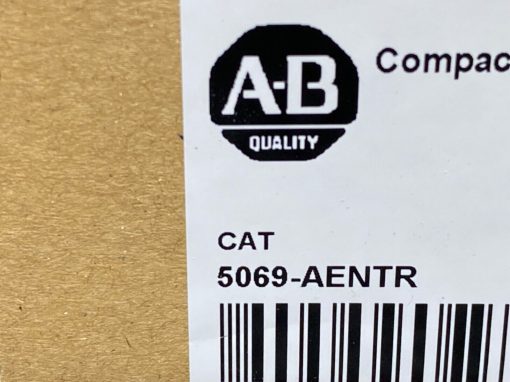 A-B
QUALITY
Compac
CAT
5069-AENTR